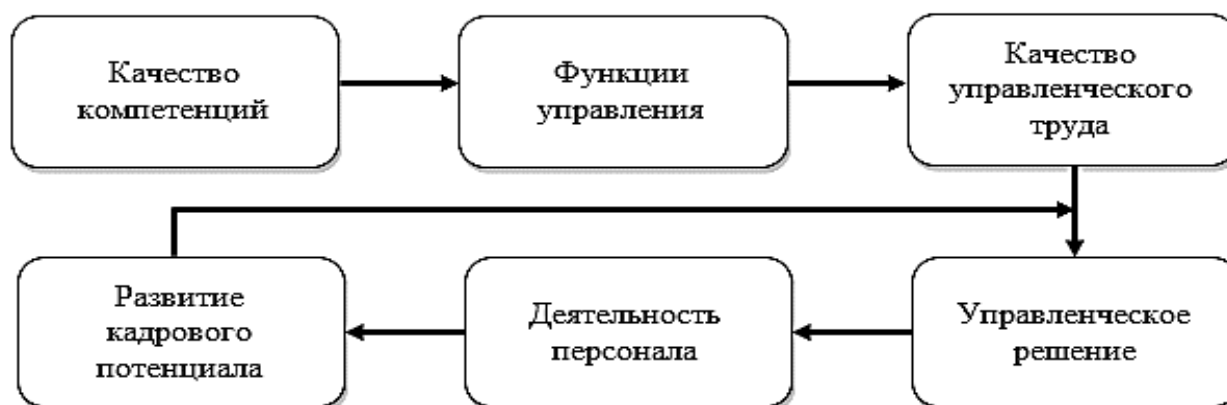 Качество
компетенций
Функции
управления
Качество
управленческого
труда
Развитие
кадрового
потенциала
Деятельность
персонала
Управленческое
решение